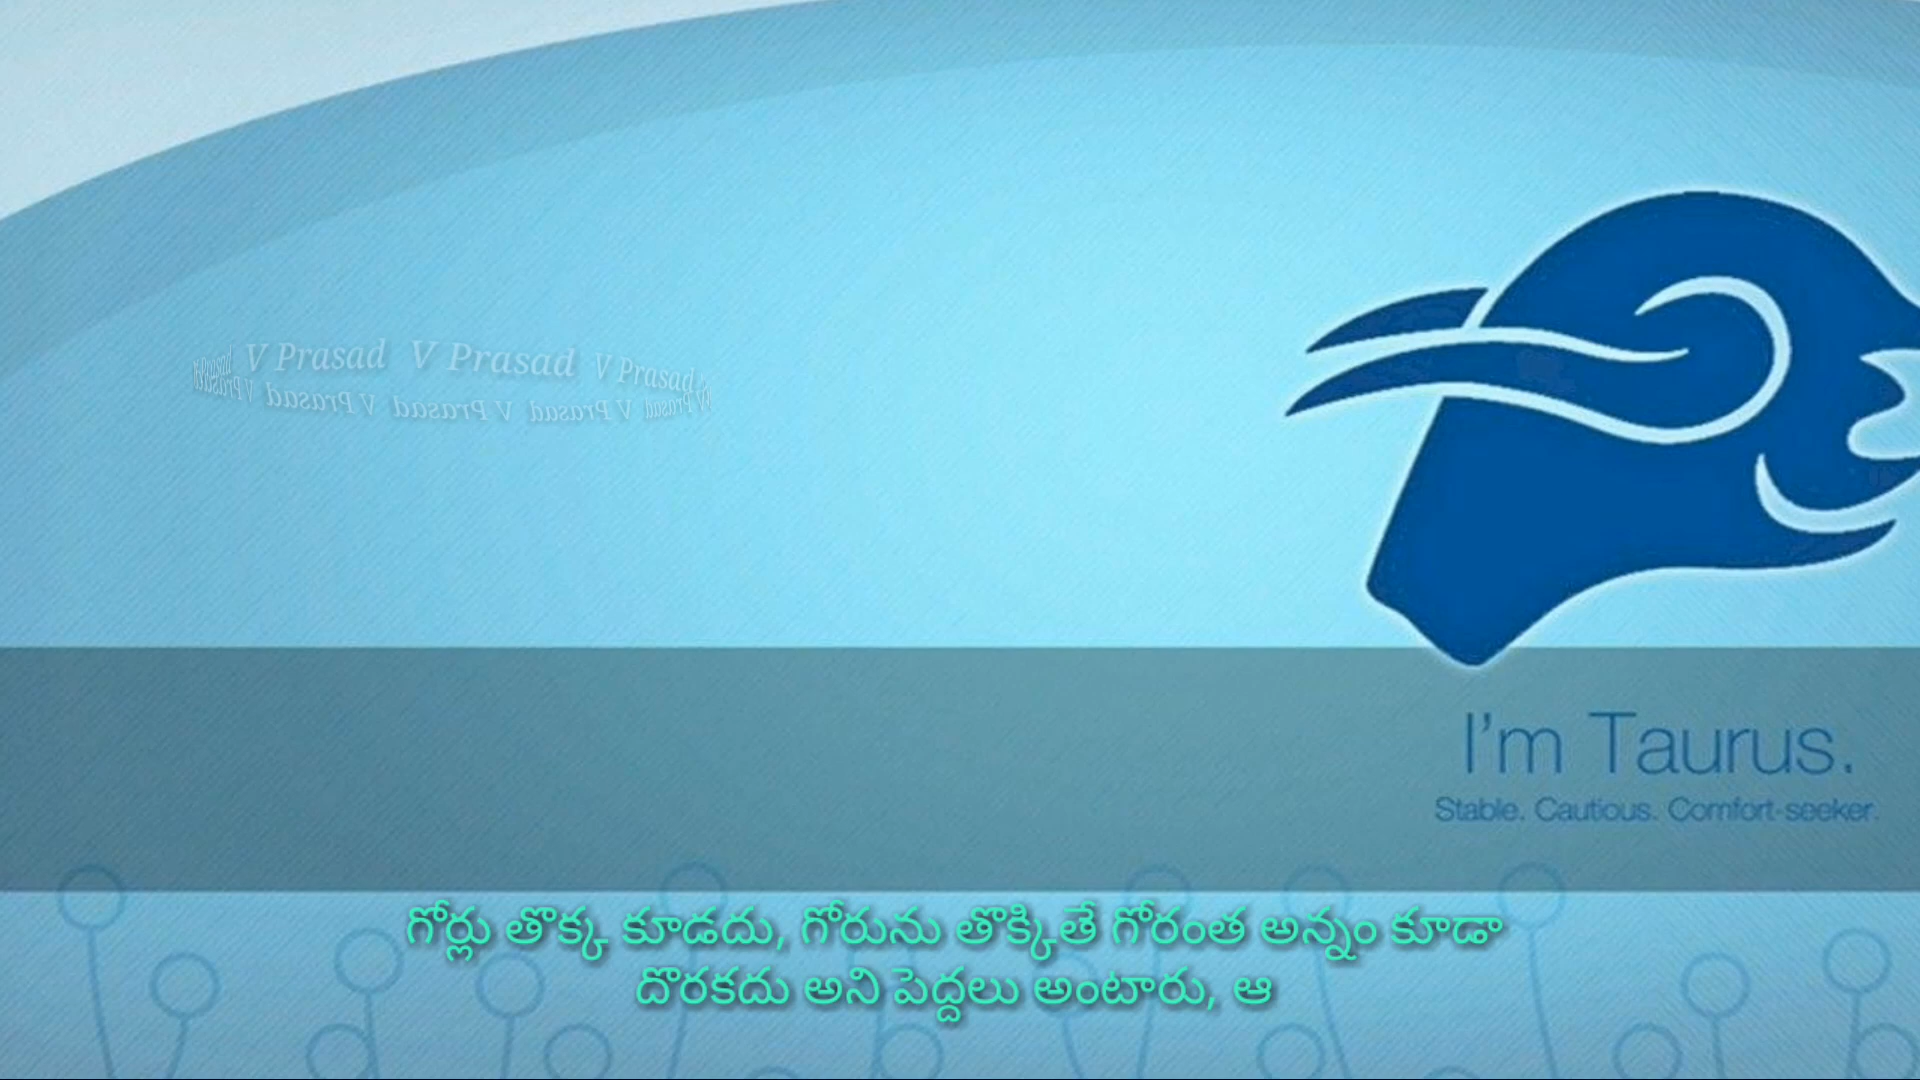 V Prasad V Prasad V Prasad
I'm Taurus.
Stable. Cautious. Comfort-seeker.
గోర్లు తొక్క కూడదు, గోరును తొక్కితే గోరంత అన్నం కూడా
దొరకదు అని పెద్దలు అంటారు, ఆ